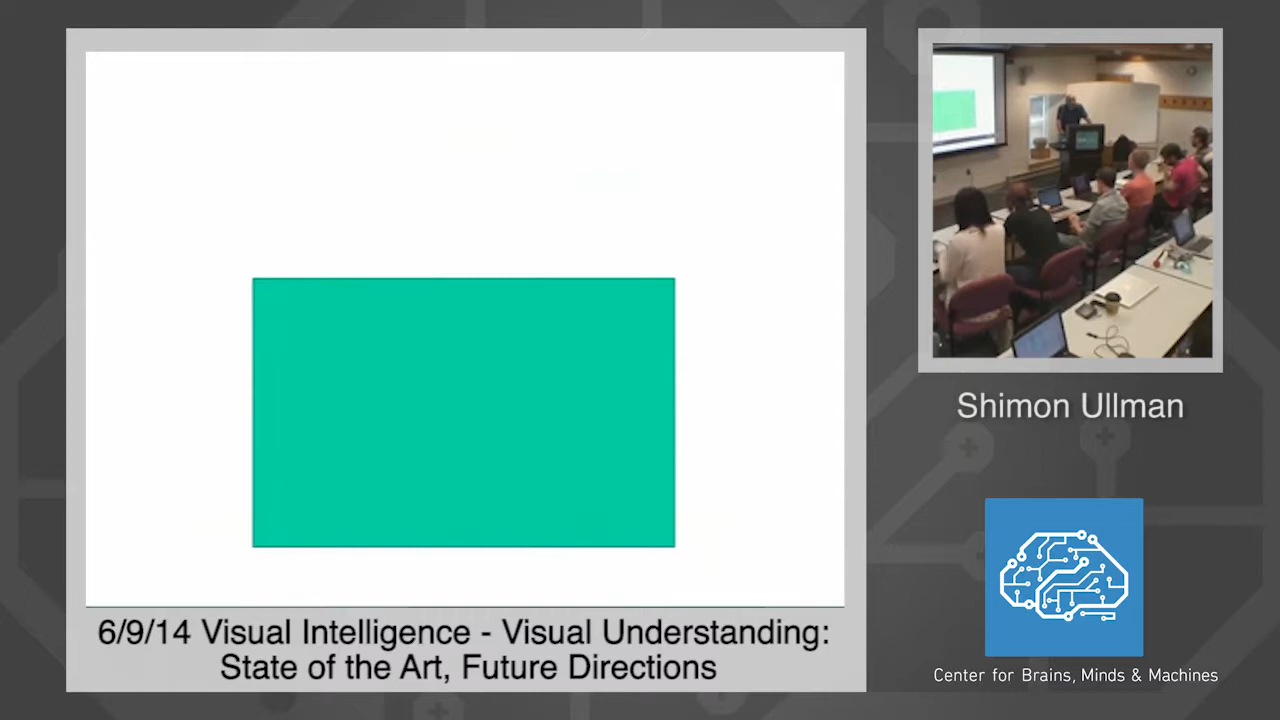 6/9/14 Visual Intelligence - Visual Understanding:
State of the Art, Future Directions
Shimon Ullman
Center for Brains, Minds & Machines